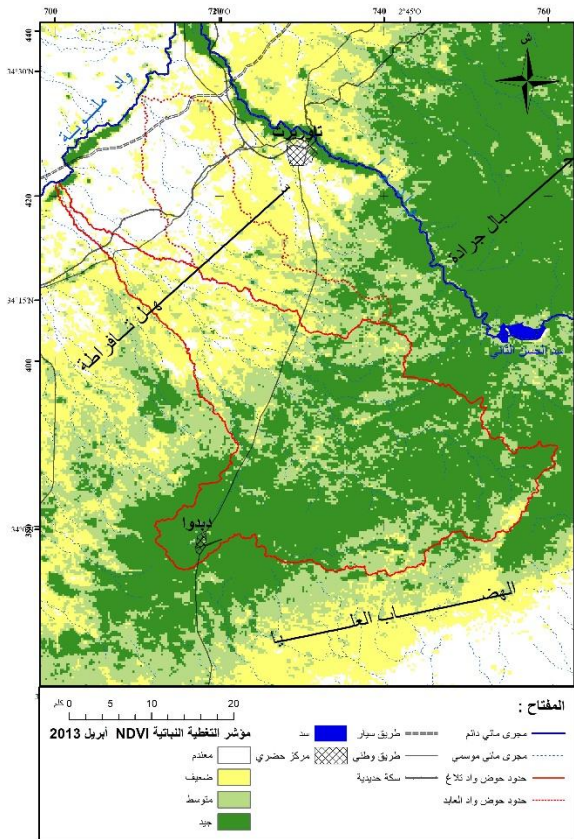 700 720 740 2°45'0 760
440
34°30'N
420
34°15'N
400
ش
واد ملوية
تاوريرت
جبال جرادة
سهل تافراطة
سد الحسن الثاني
دبدوا
الهضاب العليا
المفتاح :
كلم 0 5 10 20
مؤشر التغطية النباتية NDVI أبريل 2013
معدم
ضعيف
متوسط
جيد
سد
مركز حضري
طريق سيار
طريق وطني
سكة حديدية
مجرى مائي دائم
مجرى مائي موسمي
حدود حوض واد تلاغ
حدود حوض واد العابد